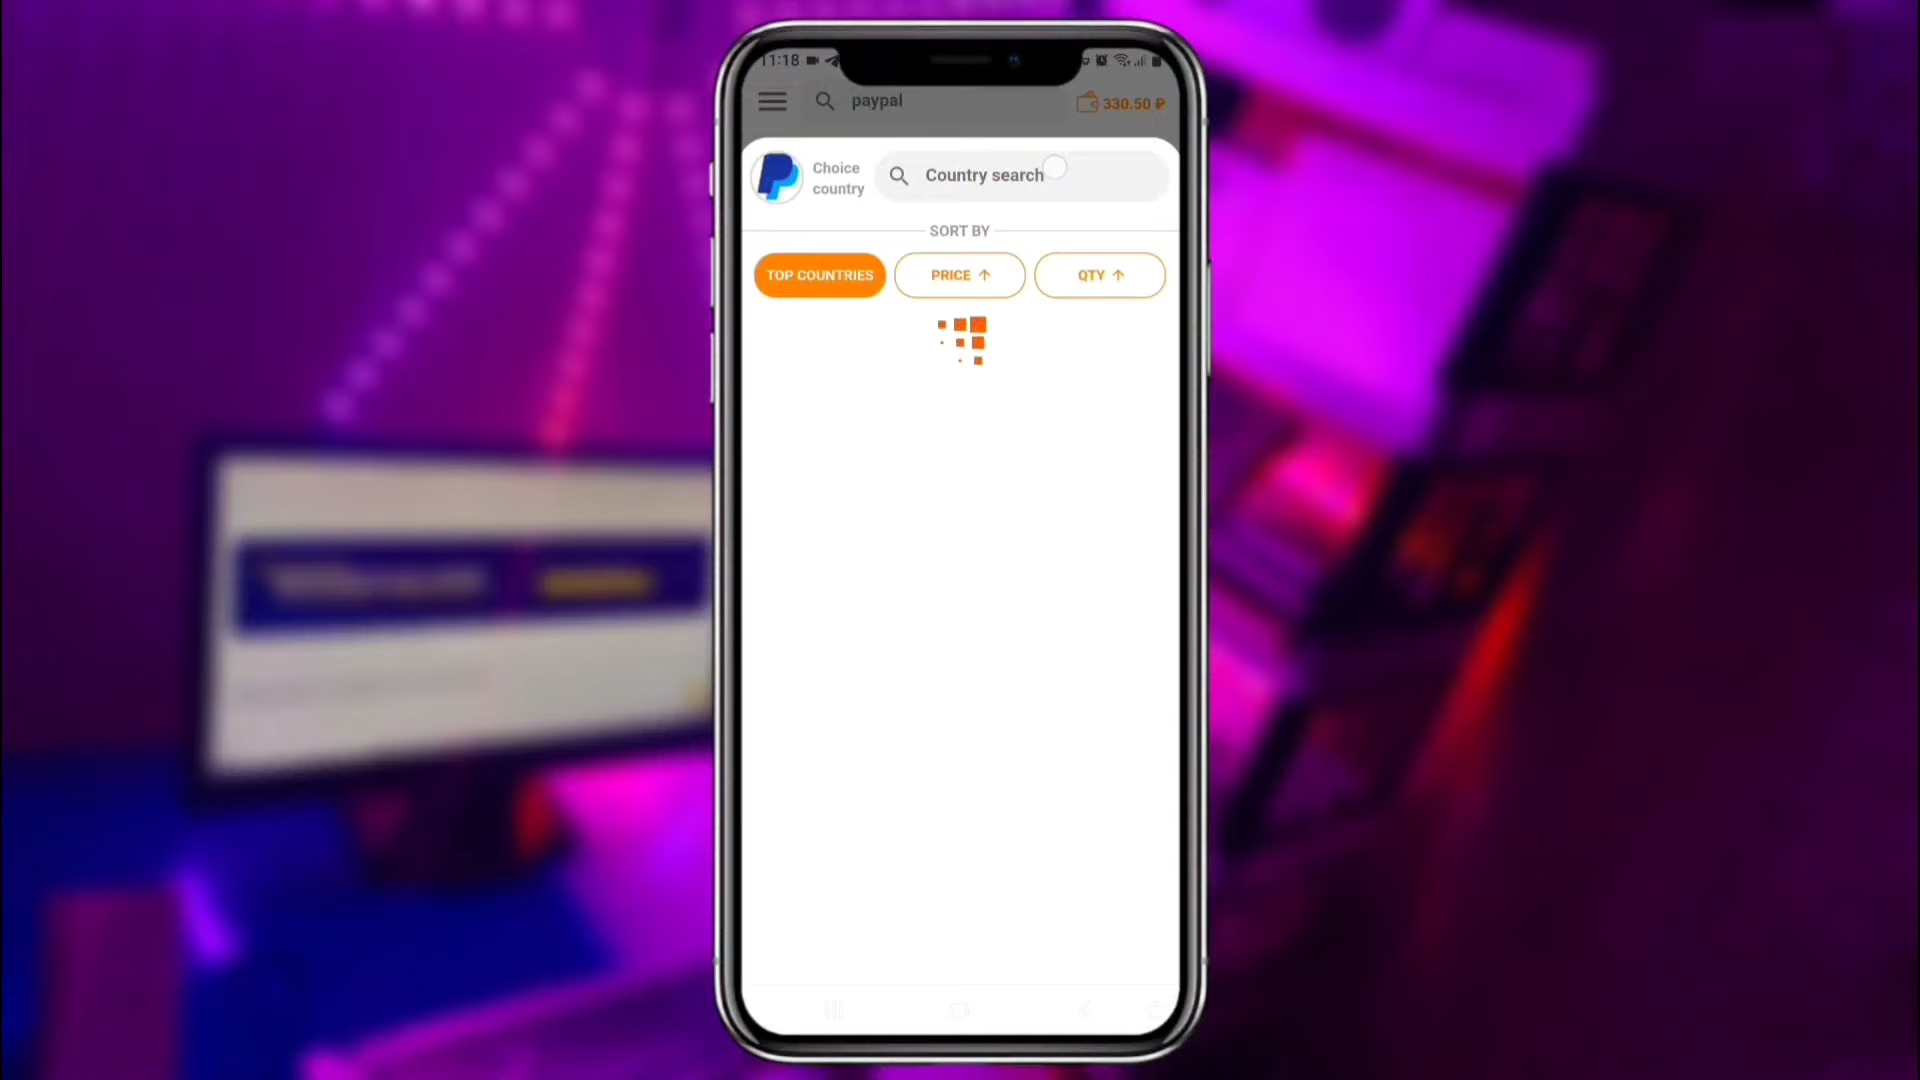 11:18
paypal
330.50 ₽
Choice
country
Country search
SORT BY
TOP COUNTRIES
PRICE ↑
QTY ↑